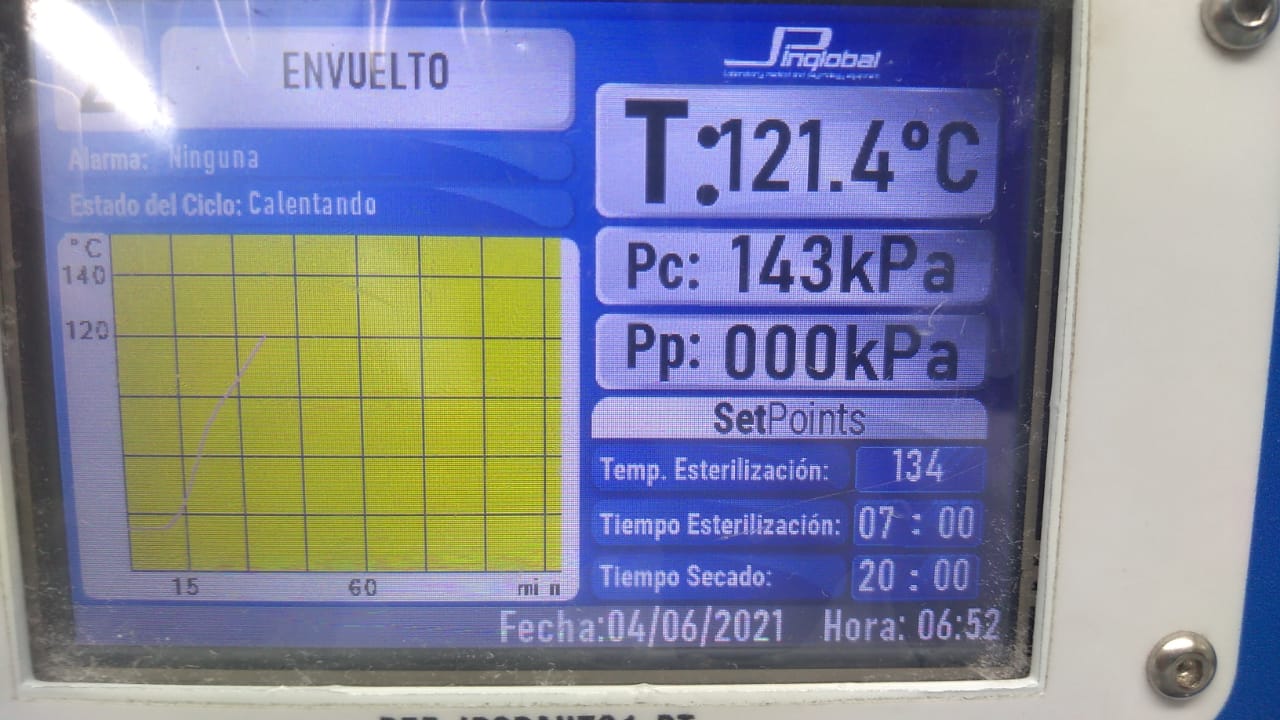 ENVUELTO
Alarma: Ninguna
Estado del Ciclo: Calentando
Pinglobal
T:121.4°C
Pc: 143kPa
Pp: 000kPa
SetPoints
Temp. Esterilización: 134
Tiempo Esterilización: 07 : 00
Tiempo Secado: 20 : 00
°C
140
120
15 60 min
Fecha:04/06/2021 Hora: 06:52